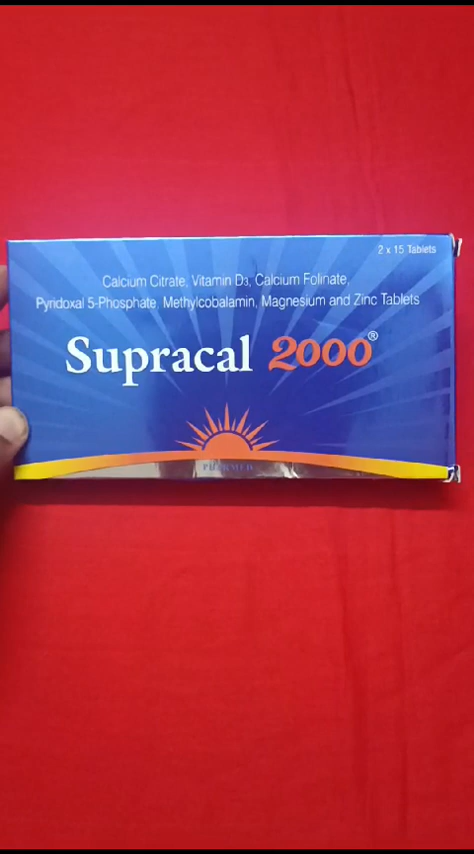 2 x 15 Tablets
Calcium Citrate, Vitamin D3, Calcium Folinate,
Pyridoxal 5-Phosphate, Methylcobalamin, Magnesium and Zinc Tablets
Supracal 2000®
PHARMED